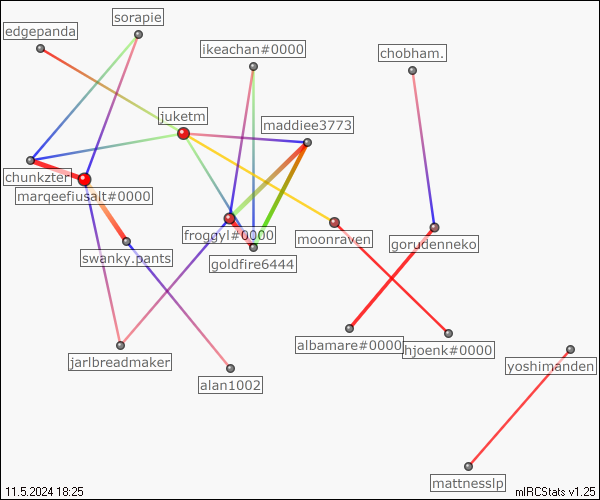 sorapie
edgepanda
ikeachan#0000
chobham.
juketm
maddiee3773
chunkzter
marqeefiusalt#0000
froggyl#0000
moonraven
gorudenneko
swanky.pants
goldfire6444
albamare#0000
hjoenk#0000
jarlbreadmaker
yoshimanden
alan1002
mattnesslp
11.5.2024 18:25
mIRCStats v1.25